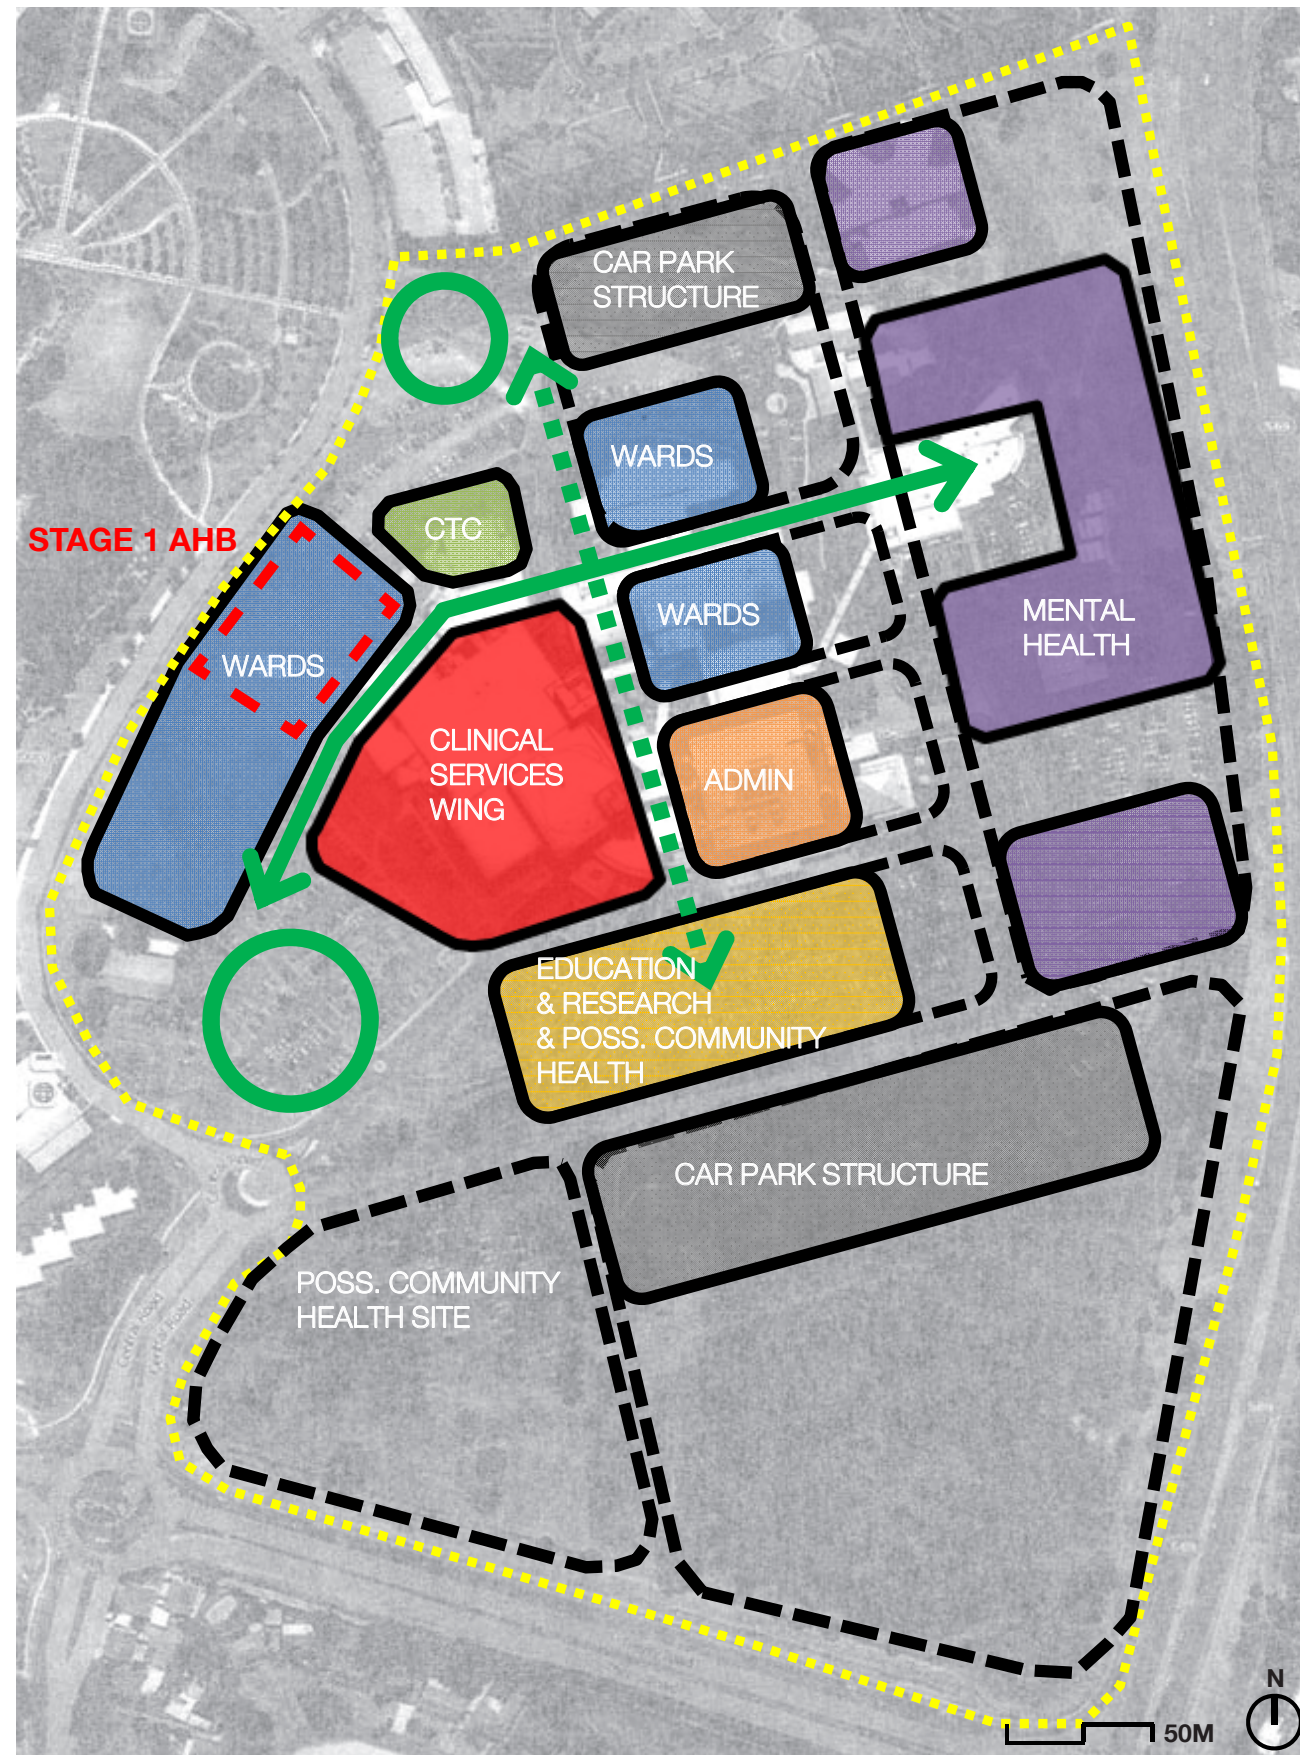 CAR PARK
STRUCTURE
WARDS
CTC
STAGE 1 AHB
WARDS
WARDS
MENTAL
HEALTH
CLINICAL
SERVICES
WING
ADMIN
EDUCATION
& RESEARCH
& POSS. COMMUNITY
HEALTH
CAR PARK STRUCTURE
POSS. COMMUNITY
HEALTH SITE
N
50M